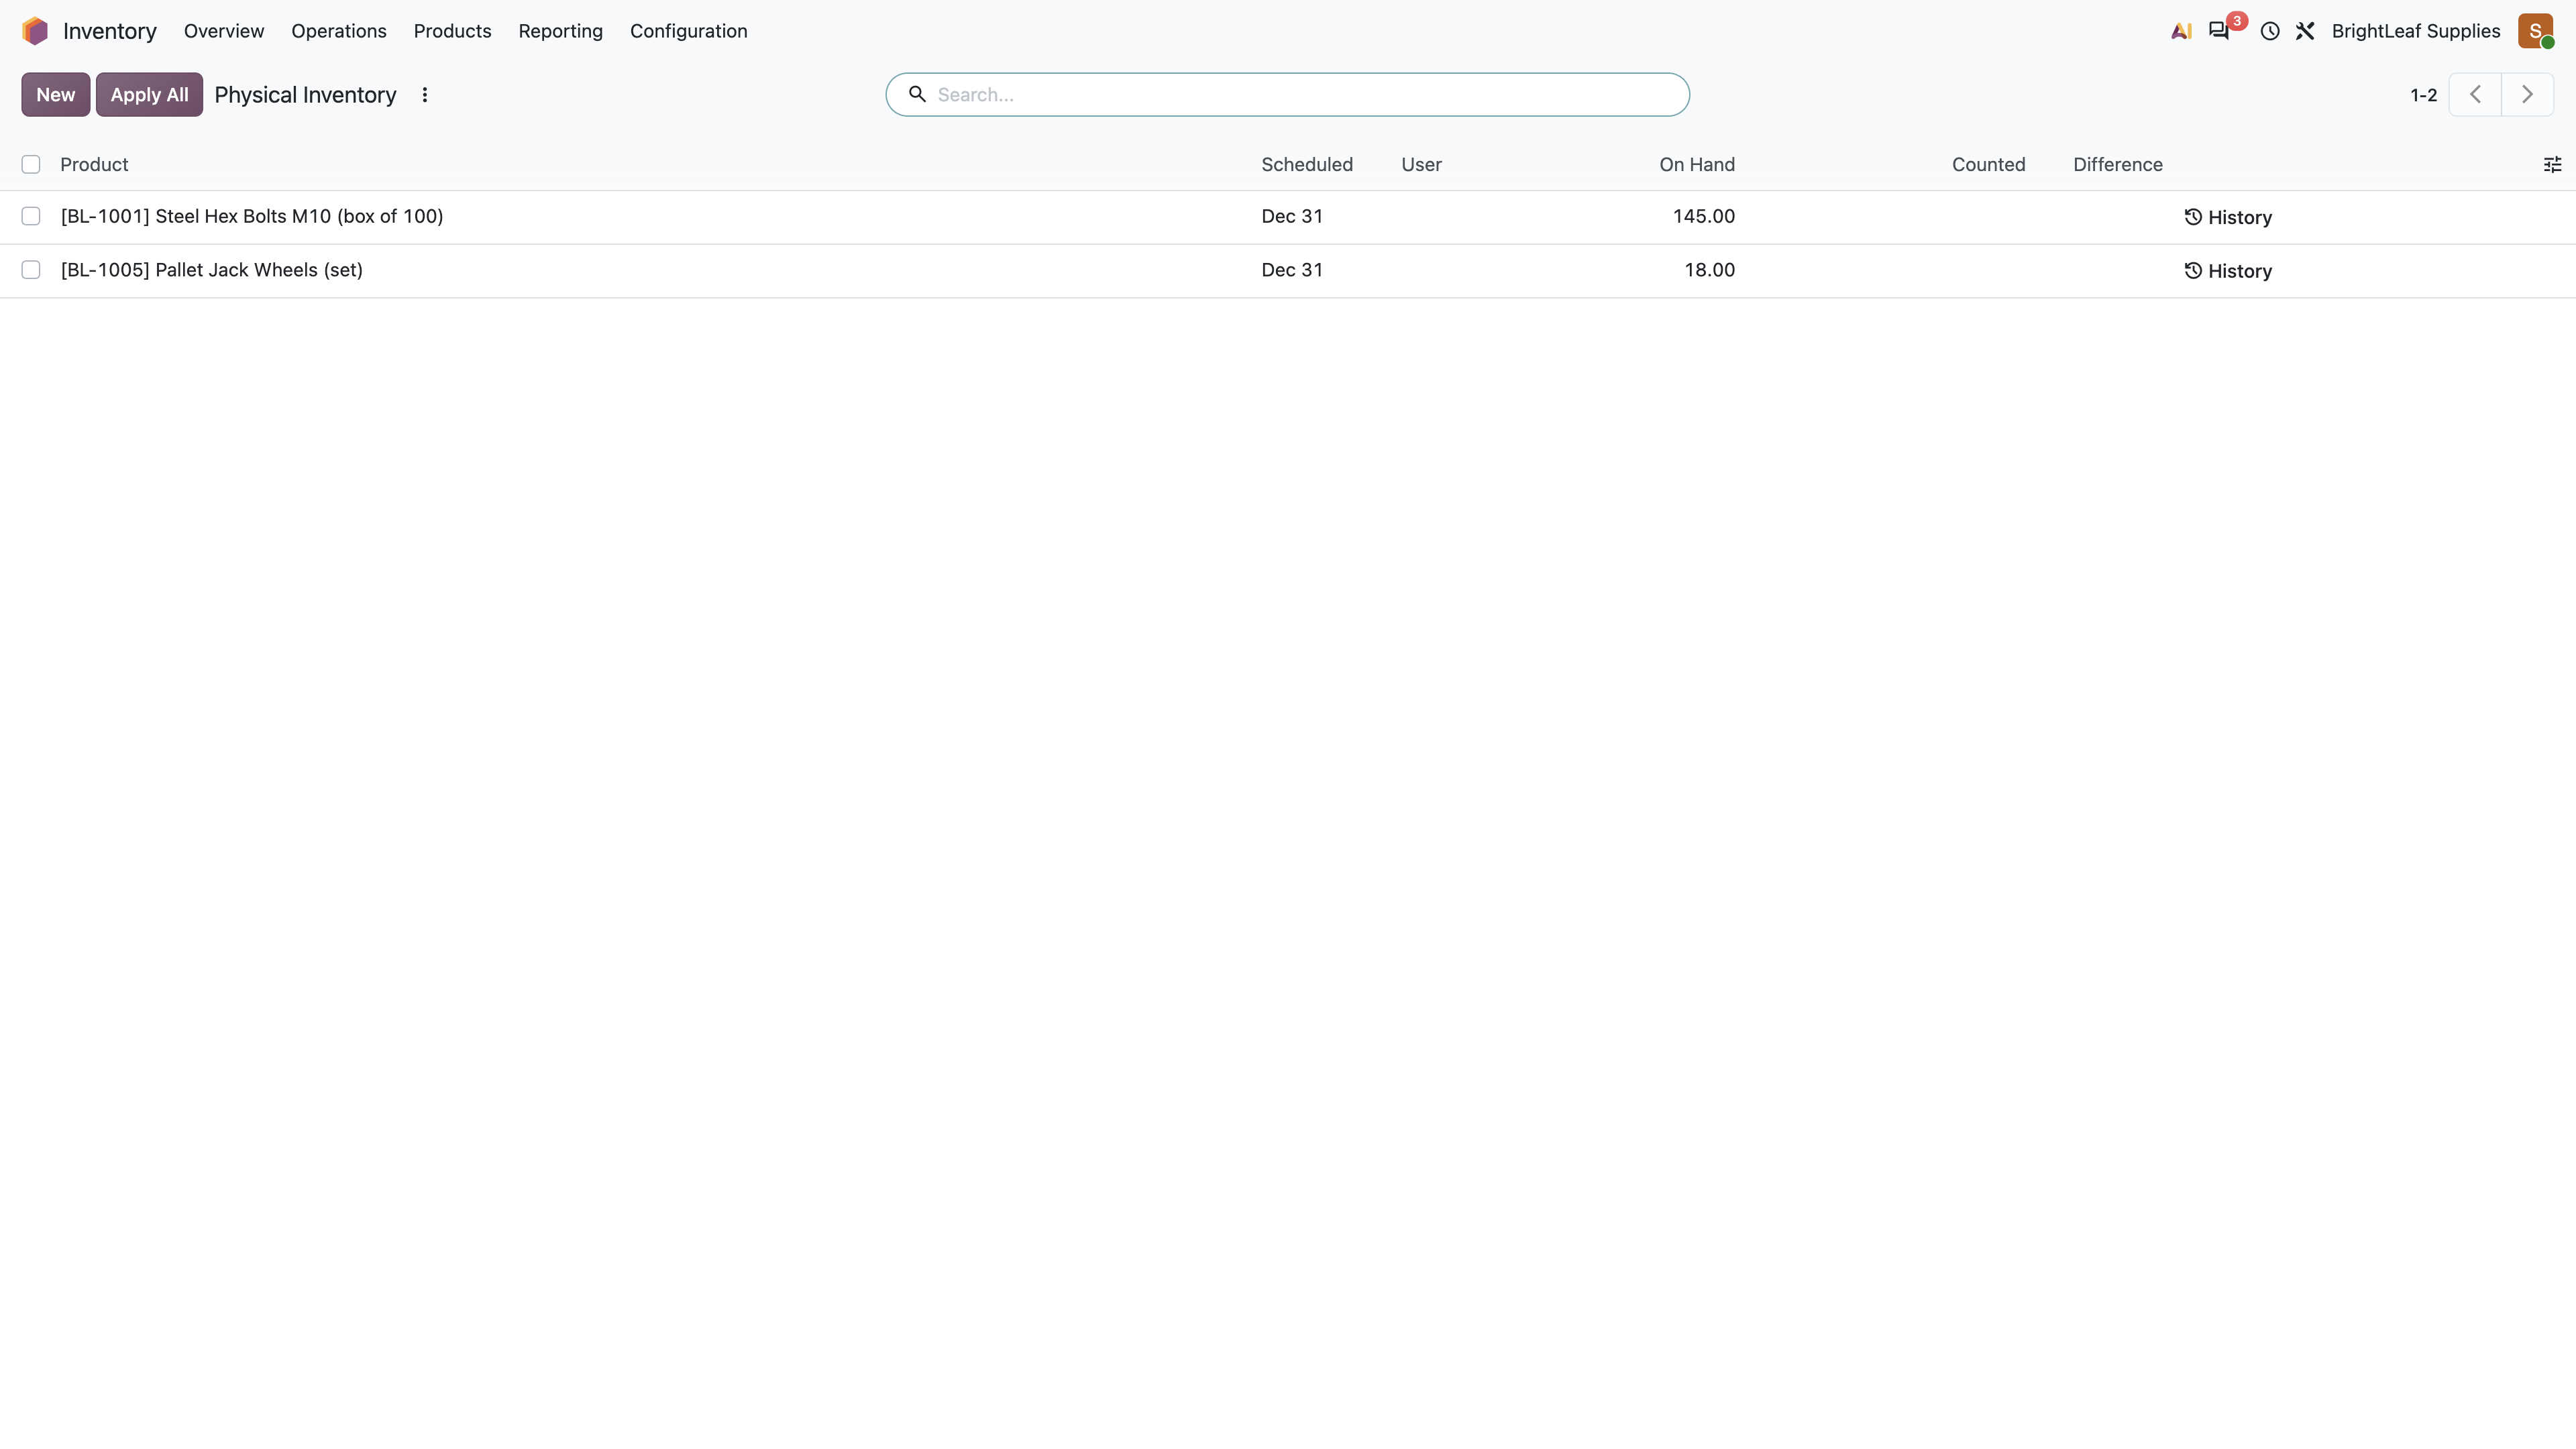 Inventory Overview Operations Products Reporting Configuration AI 3 BrightLeaf Supplies S
New Apply All Physical Inventory Search... 1-2
Product Scheduled User On Hand Counted Difference
[BL-1001] Steel Hex Bolts M10 (box of 100) Dec 31 145.00 History
[BL-1005] Pallet Jack Wheels (set) Dec 31 18.00 History